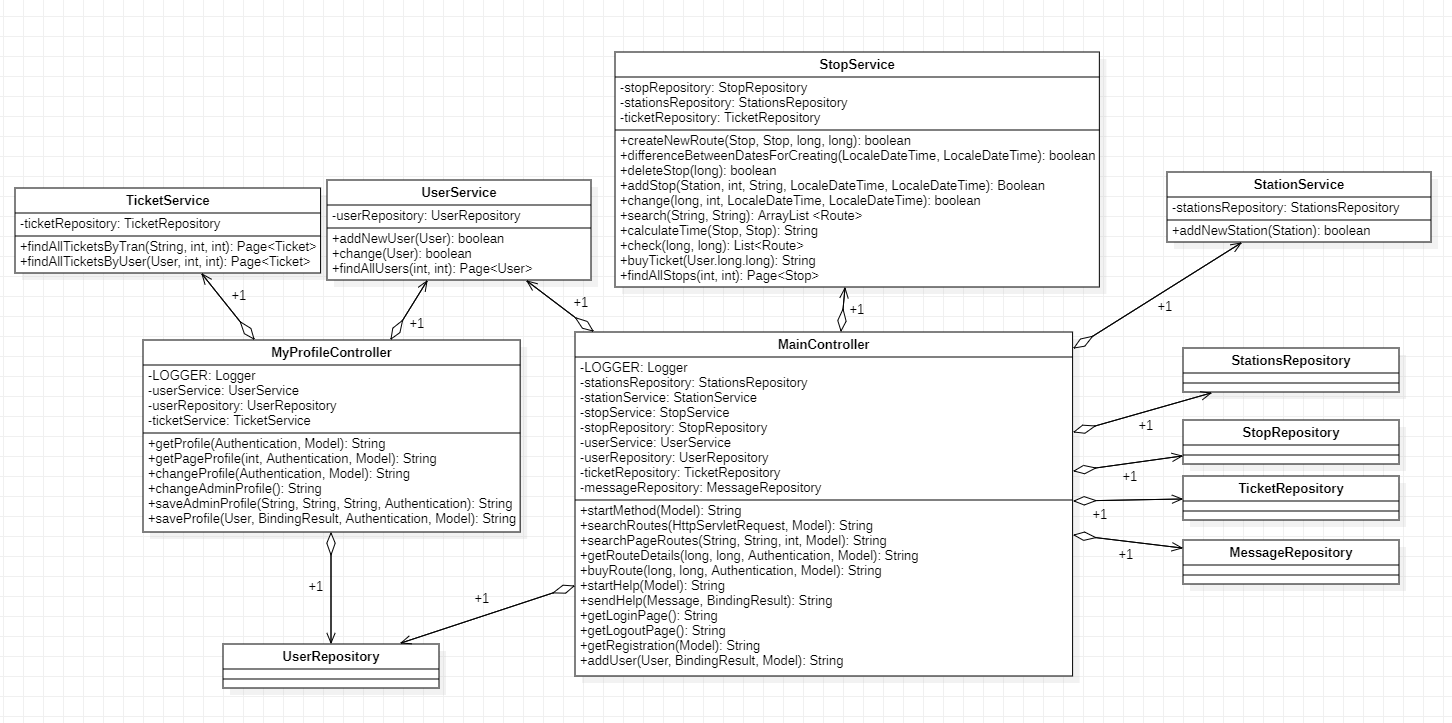 StopService
-stopRepository: StopRepository
-stationsRepository: StationsRepository
-ticketRepository: TicketRepository
+createNewRoute(Stop, Stop, long, long): boolean
+differenceBetweenDatesForCreating(LocaleDateTime, LocaleDateTime): boolean
+deleteStop(long): boolean
+addStop(Station, int, String, LocaleDateTime, LocaleDateTime): Boolean
+change(long, int, LocaleDateTime, LocaleDateTime): boolean
+search(String, String): ArrayList <Route>
+calculateTime(Stop, Stop): String
+check(long, long): List<Route>
+buyTicket(User.long.long): String
+findAllStops(int, int): Page<Stop>
TicketService
-ticketRepository: TicketRepository
+findAllTicketsByTran(String, int, int): Page<Ticket>
+findAllTicketsByUser(User, int, int): Page<Ticket>
UserService
-userRepository: UserRepository
+addNewUser(User): boolean
+change(User): boolean
+findAllUsers(int, int): Page<User>
StationService
-stationsRepository: StationsRepository
+addNewStation(Station): boolean
+1
+1
+1
+1
+1
MyProfileController
-LOGGER: Logger
-userService: UserService
-userRepository: UserRepository
-ticketService: TicketService
+getProfile(Authentication, Model): String
+getPageProfile(int, Authentication, Model): String
+changeProfile(Authentication, Model): String
+changeAdminProfile(): String
+saveAdminProfile(String, String, String, Authentication): String
+saveProfile(User, BindingResult, Authentication, Model): String
MainController
-LOGGER: Logger
-stationsRepository: StationsRepository
-stationService: StationService
-stopService: StopService
-stopRepository: StopRepository
-userService: UserService
-userRepository: UserRepository
-ticketRepository: TicketRepository
-messageRepository: MessageRepository
+startMethod(Model): String
+searchRoutes(HttpServletRequest, Model): String
+searchPageRoutes(String, String, int, Model): String
+getRouteDetails(long, long, Authentication, Model): String
+buyRoute(long, long, Authentication, Model): String
+startHelp(Model): String
+sendHelp(Message, BindingResult): String
+getLoginPage(): String
+getLogoutPage(): String
+getRegistration(Model): String
+addUser(User, BindingResult, Model): String
StationsRepository
+1
StopRepository
+1
TicketRepository
+1
MessageRepository
+1
+1
+1
UserRepository